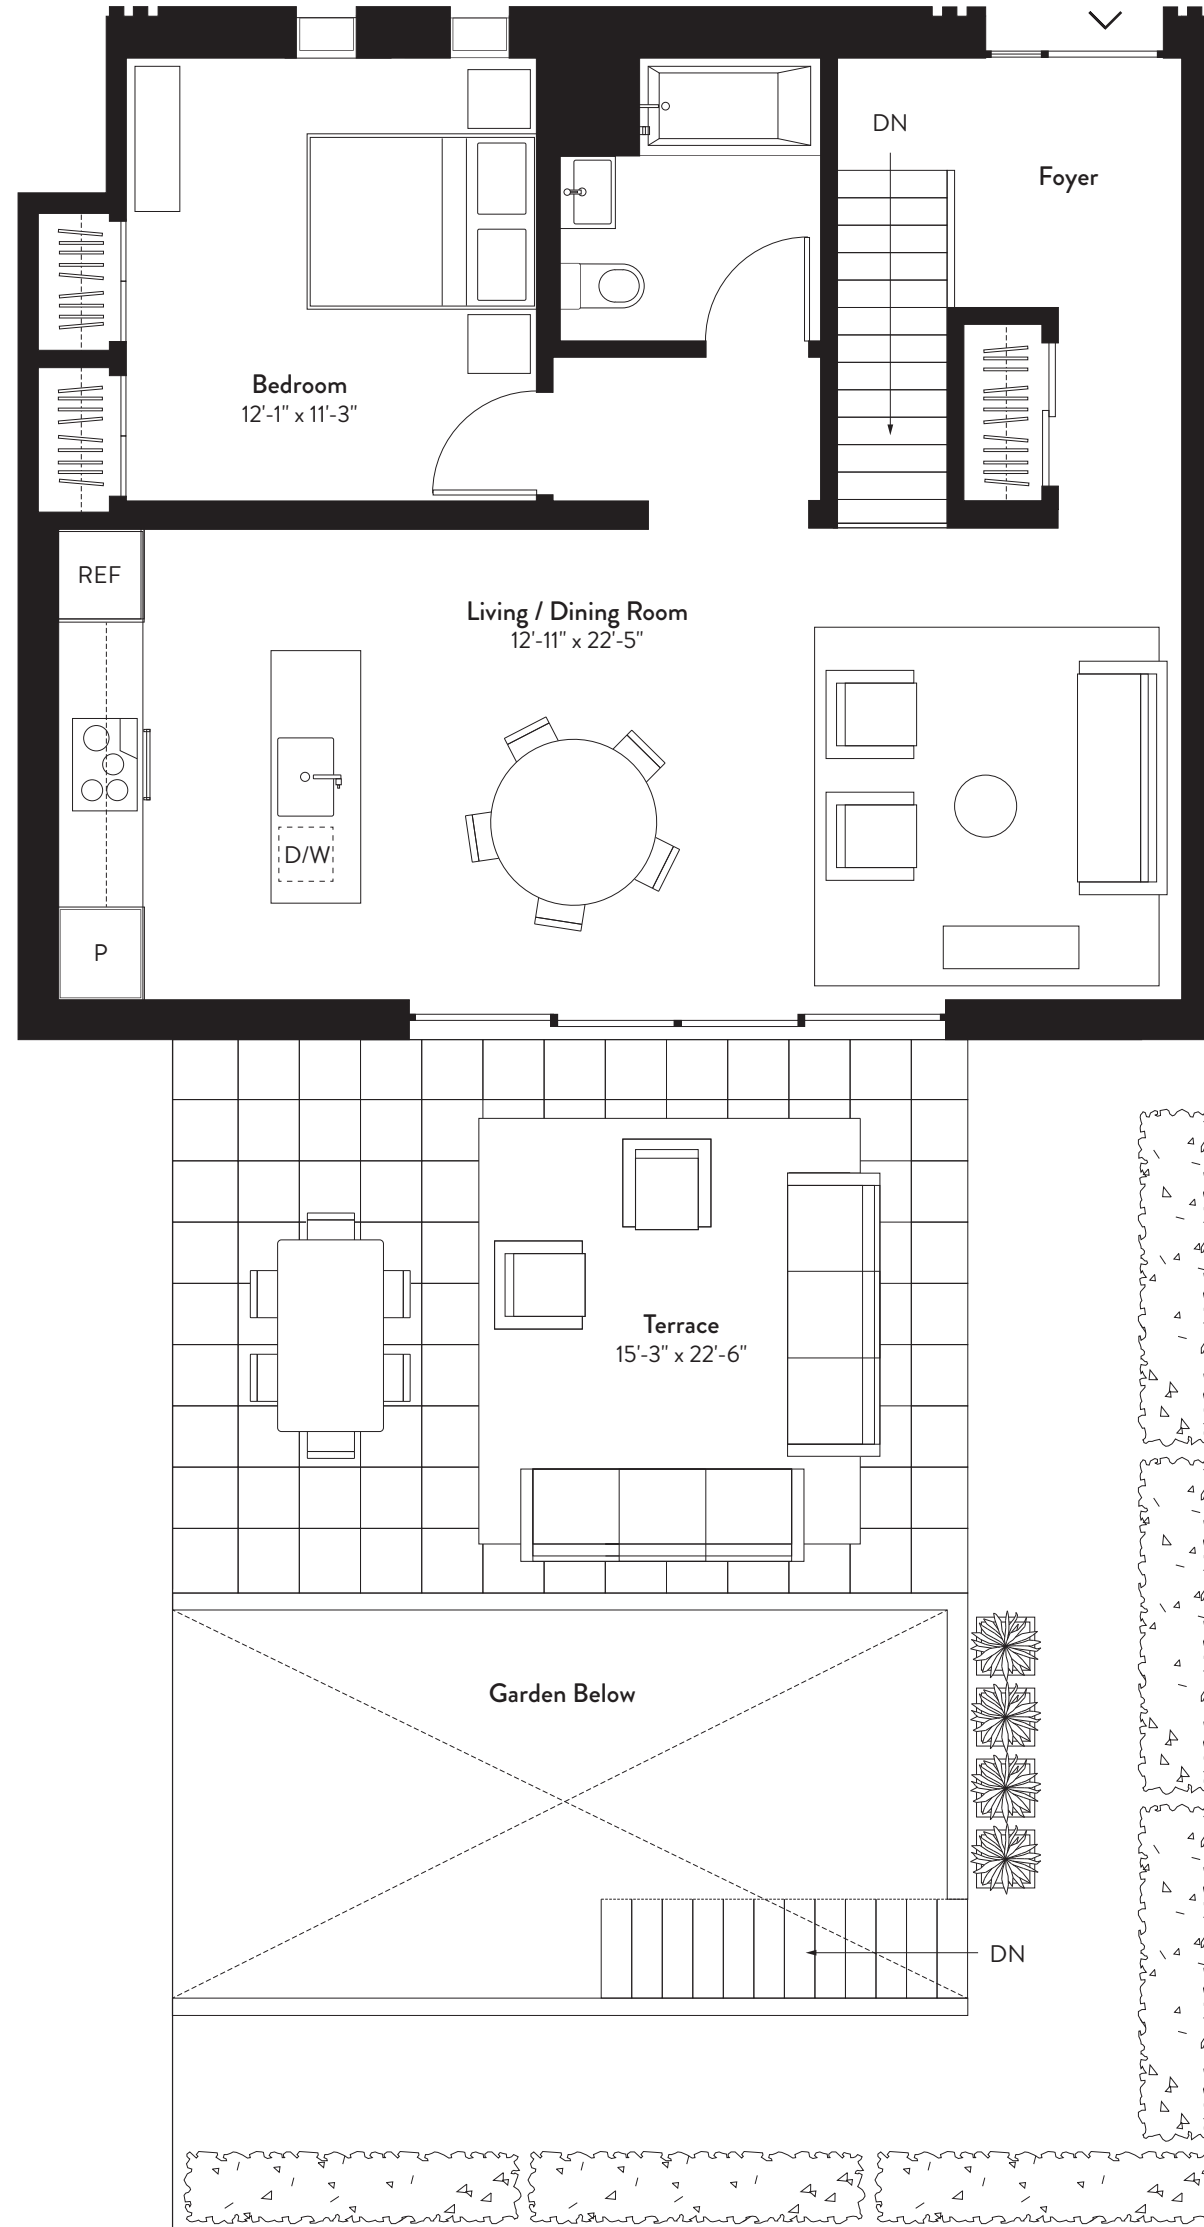 DN
Foyer
Bedroom
12'-1" x 11'-3"
REF
Living / Dining Room
12'-11" x 22'-5"
D/W
P
Terrace
15'-3" x 22'-6"
Garden Below
DN